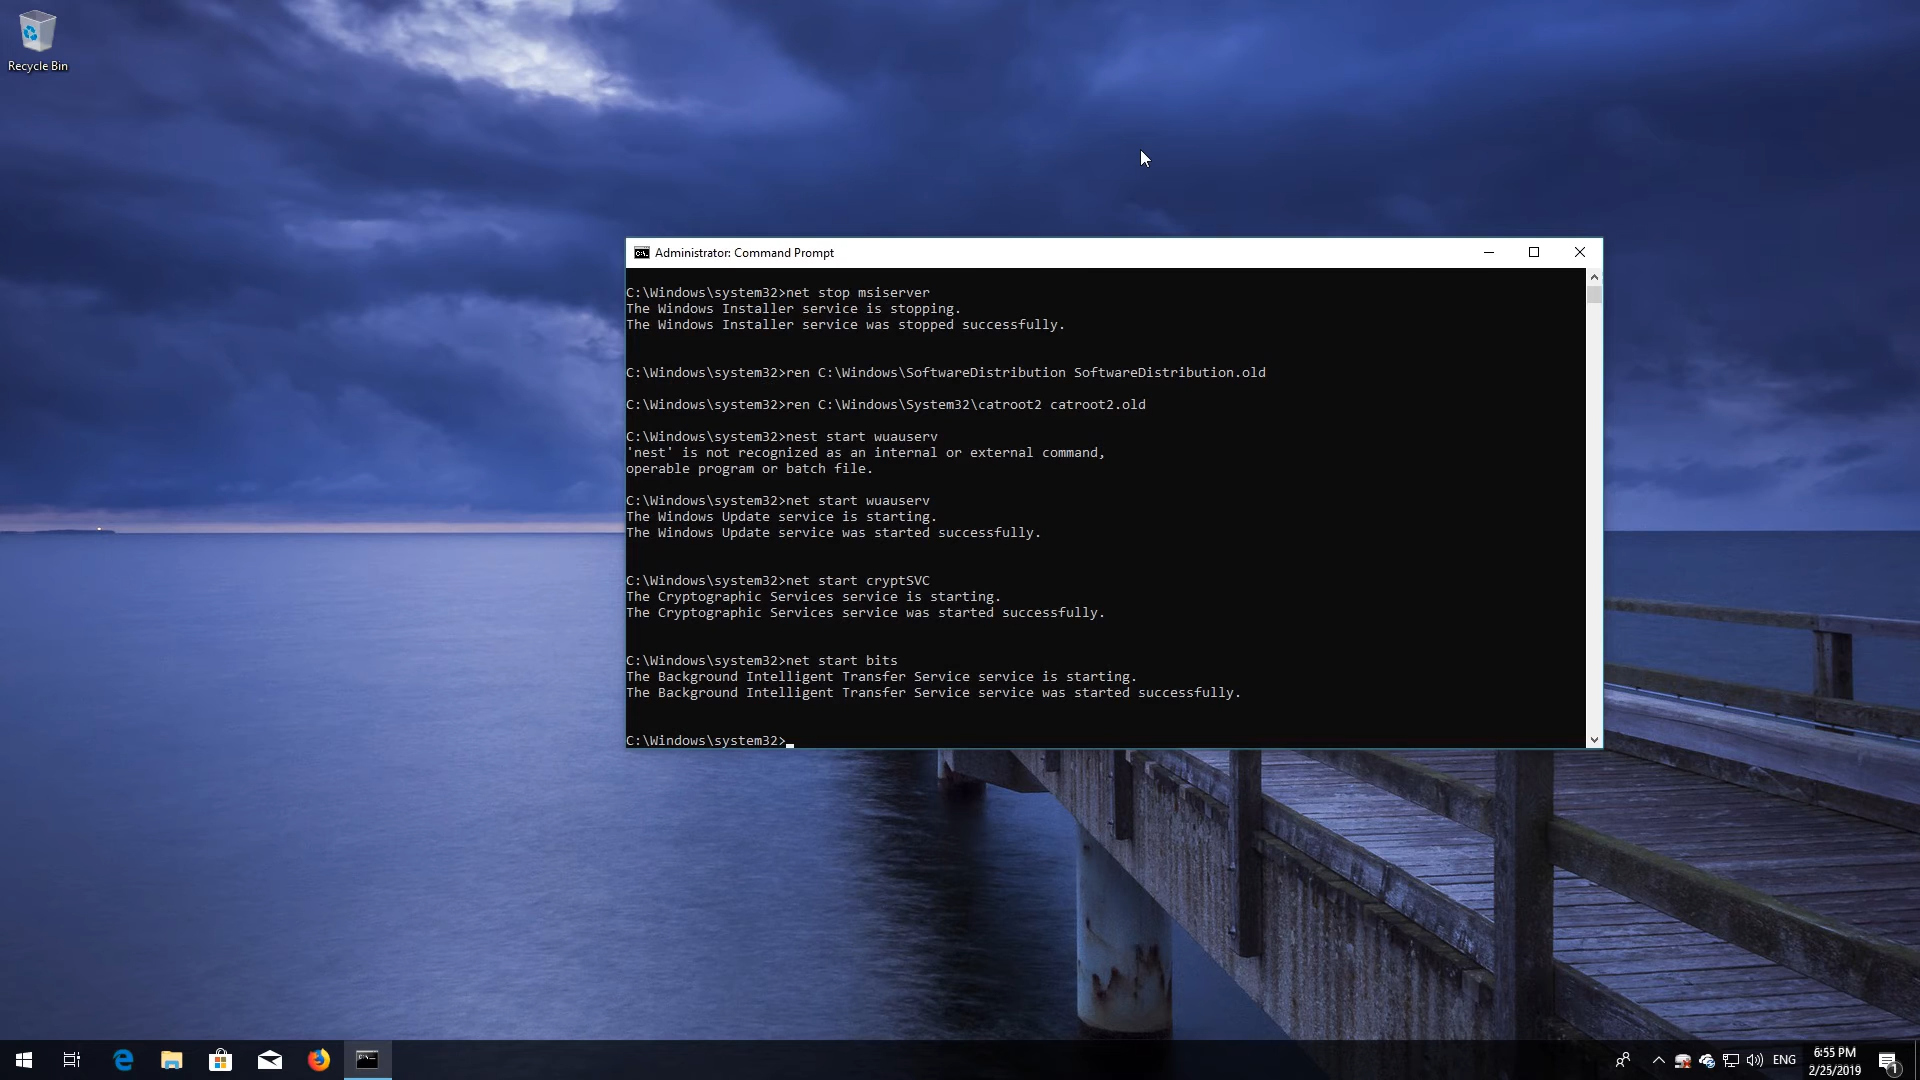 Recycle Bin
Administrator: Command Prompt
C:\Windows\system32>net stop msiserver
The Windows Installer service is stopping.
The Windows Installer service was stopped successfully.
C:\Windows\system32>ren C:\Windows\SoftwareDistribution SoftwareDistribution.old
C:\Windows\system32>ren C:\Windows\System32\catroot2 catroot2.old
C:\Windows\system32>nest start wuauserv
'nest' is not recognized as an internal or external command,
operable program or batch file.
C:\Windows\system32>net start wuauserv
The Windows Update service is starting.
The Windows Update service was started successfully.
C:\Windows\system32>net start cryptSVC
The Cryptographic Services service is starting.
The Cryptographic Services service was started successfully.
C:\Windows\system32>net start bits
The Background Intelligent Transfer Service service is starting.
The Background Intelligent Transfer Service service was started successfully.
C:\Windows\system32>_
ENG
6:55 PM
2/25/2019
1